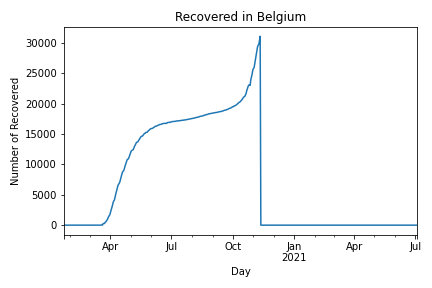 Recovered in Belgium
Number of Recovered
30000
25000
20000
15000
10000
5000
0
Apr
Jul
Oct
Jan
2021
Apr
Jul
Day